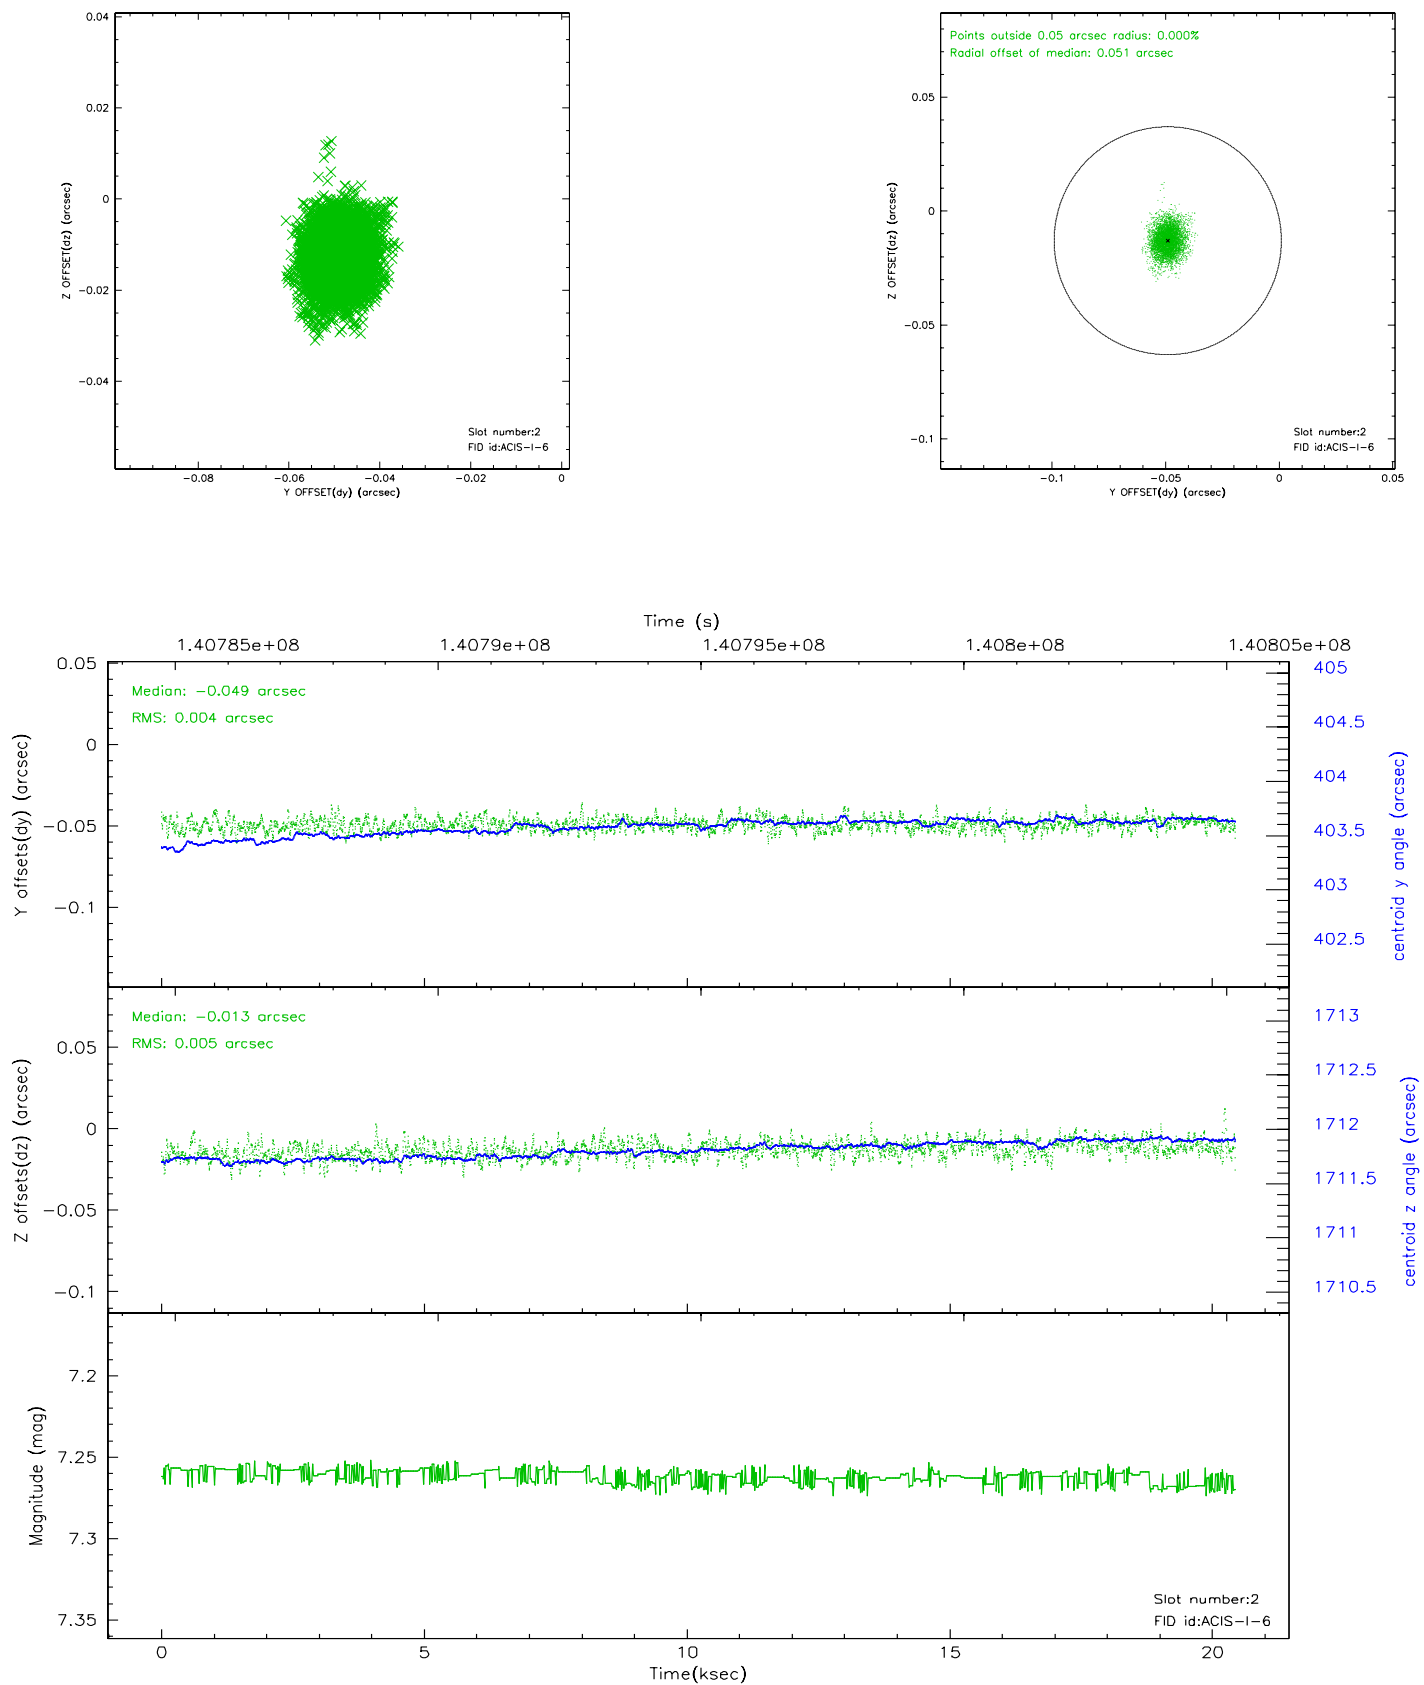 0.04
0.02
0
-0.02
-0.04
Z OFFSET(dz) (arcsec)
Slot number:2
FID id:ACIS-I-6
-0.08
-0.06
-0.04
-0.02
0
Y OFFSET(dy) (arcsec)
Points outside 0.05 arcsec radius: 0.000%
Radial offset of median: 0.051 arcsec
0.05
0
-0.05
-0.1
Z OFFSET(dz) (arcsec)
Slot number:2
FID id:ACIS-I-6
-0.1
-0.05
0
0.05
Y OFFSET(dy) (arcsec)
Time (s)
1.40785e+08
1.4079e+08
1.40795e+08
1.408e+08
1.40805e+08
0.05
0
-0.05
-0.1
Y offsets(dy) (arcsec)
Median: -0.049 arcsec
RMS: 0.004 arcsec
405
404.5
404
403.5
403
402.5
centroid y angle (arcsec)
0.05
0
-0.05
-0.1
Z offsets(dz) (arcsec)
Median: -0.013 arcsec
RMS: 0.005 arcsec
1713
1712.5
1712
1711.5
1711
1710.5
centroid z angle (arcsec)
7.2
7.25
7.3
7.35
Magnitude (mag)
Slot number:2
FID id:ACIS-I-6
0
5
10
15
20
Time(ksec)